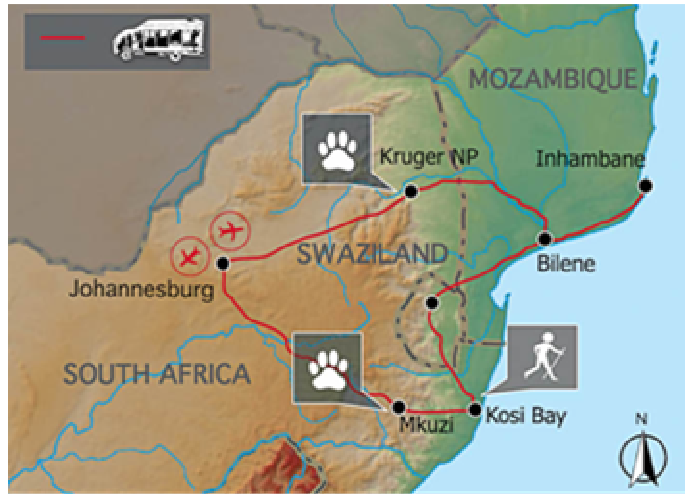 MOZAMBIQUE
Kruger NP
Inhambane
SWAZILAND
Bilene
Johannesburg
SOUTH AFRICA
Mkuzi
Kosi Bay
N